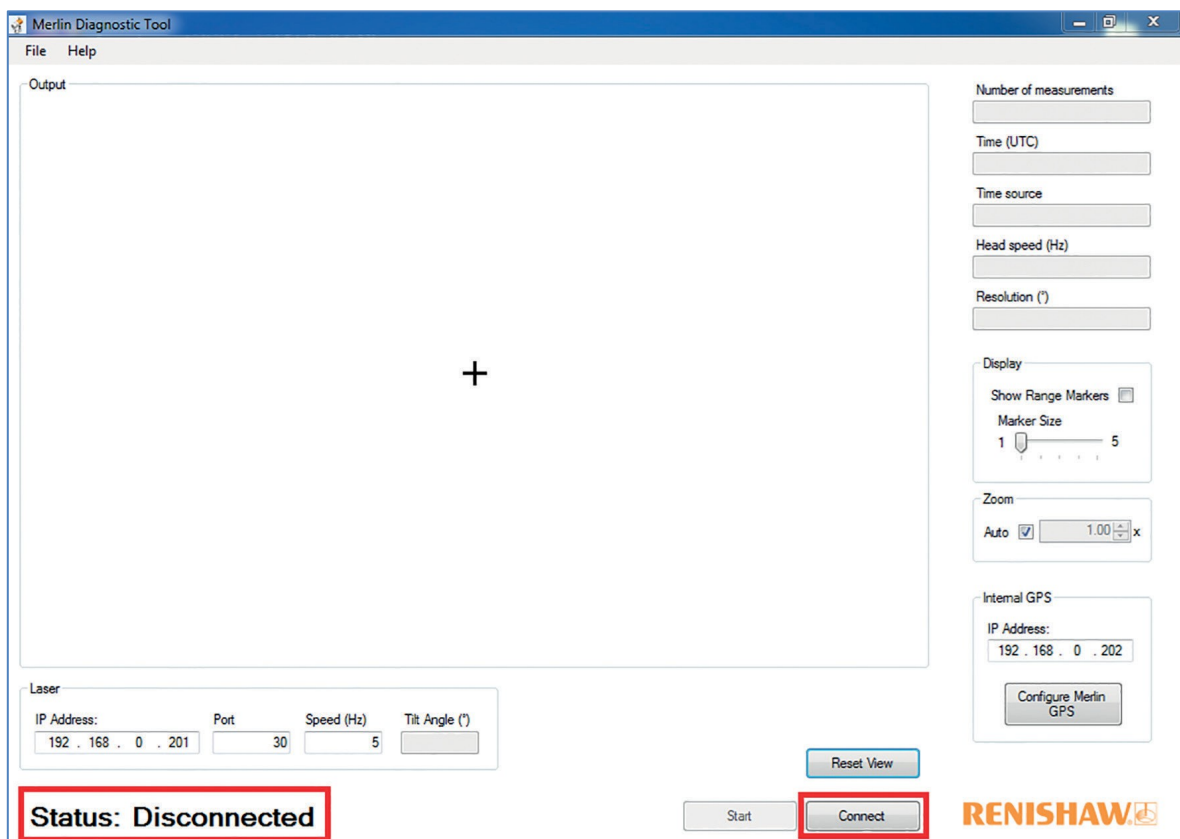 Merlin Diagnostic Tool
File Help
Output
Number of measurements
Time (UTC)
Time source
Head speed (Hz)
Resolution (°)
Display
Show Range Markers
Marker Size
1 5
Zoom
Auto 1.00 x
Internal GPS
IP Address:
192 . 168 . 0 . 202
Configure Merlin
GPS
Laser
IP Address: Port Speed (Hz) Tilt Angle (°)
192 . 168 . 0 . 201 30 5
Reset View
Status: Disconnected
Start Connect
RENISHAW